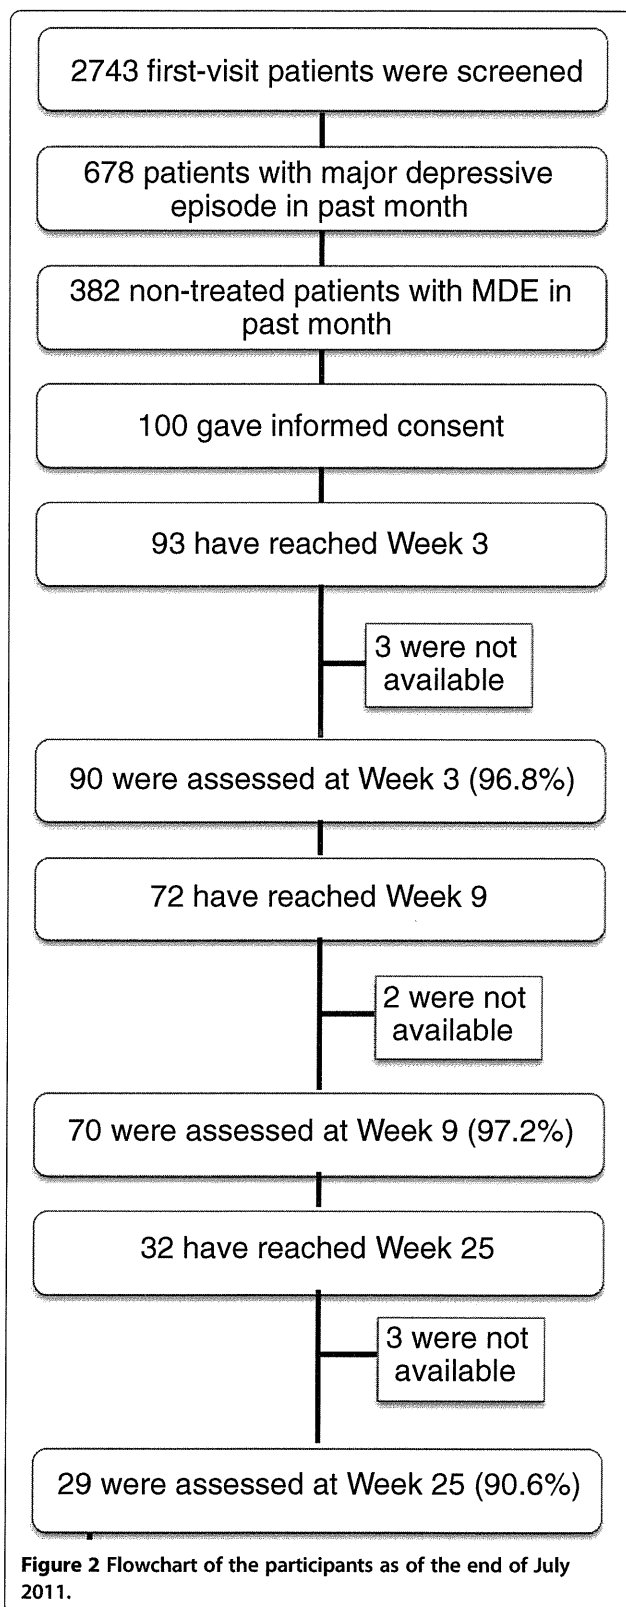 2743 first-visit patients were screened
678 patients with major depressive
episode in past month
382 non-treated patients with MDE in
past month
100 gave informed consent
93 have reached Week 3
3 were not
available
90 were assessed at Week 3 (96.8%)
72 have reached Week 9
2 were not
available
70 were assessed at Week 9 (97.2%)
32 have reached Week 25
3 were not
available
29 were assessed at Week 25 (90.6%)
Figure 2 Flowchart of the participants as of the end of July
2011.